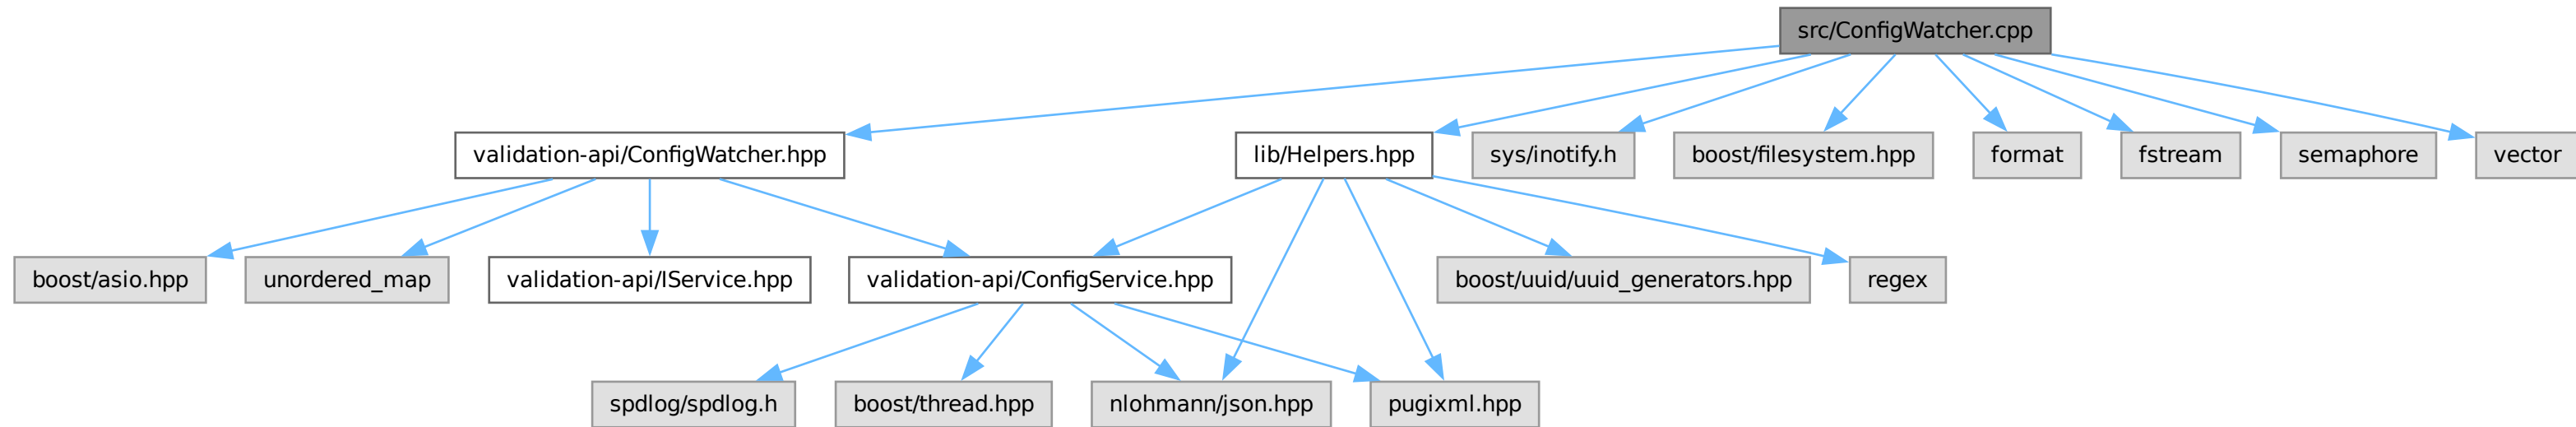 src/ConfigWatcher.cpp
validation-api/ConfigWatcher.hpp
lib/Helpers.hpp
sys/inotify.h
boost/filesystem.hpp
format
fstream
semaphore
vector
boost/asio.hpp
unordered_map
validation-api/IService.hpp
validation-api/ConfigService.hpp
boost/uuid/uuid_generators.hpp
regex
spdlog/spdlog.h
boost/thread.hpp
nlohmann/json.hpp
pugixml.hpp